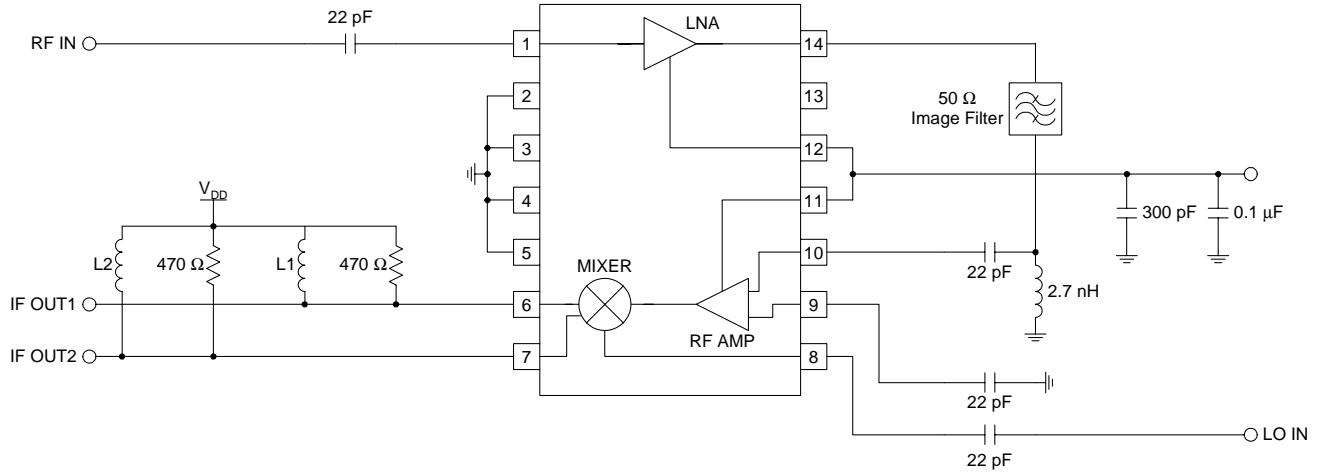 22 pF
LNA
RF IN
1
14
50 Ω
Image Filter
2
13
3
12
V_DD
4
11
300 pF
0.1 µF
L2
470 Ω
L1
470 Ω
5
10
22 pF
MIXER
2.7 nH
IF OUT1
6
9
RF AMP
IF OUT2
7
8
22 pF
LO IN
22 pF